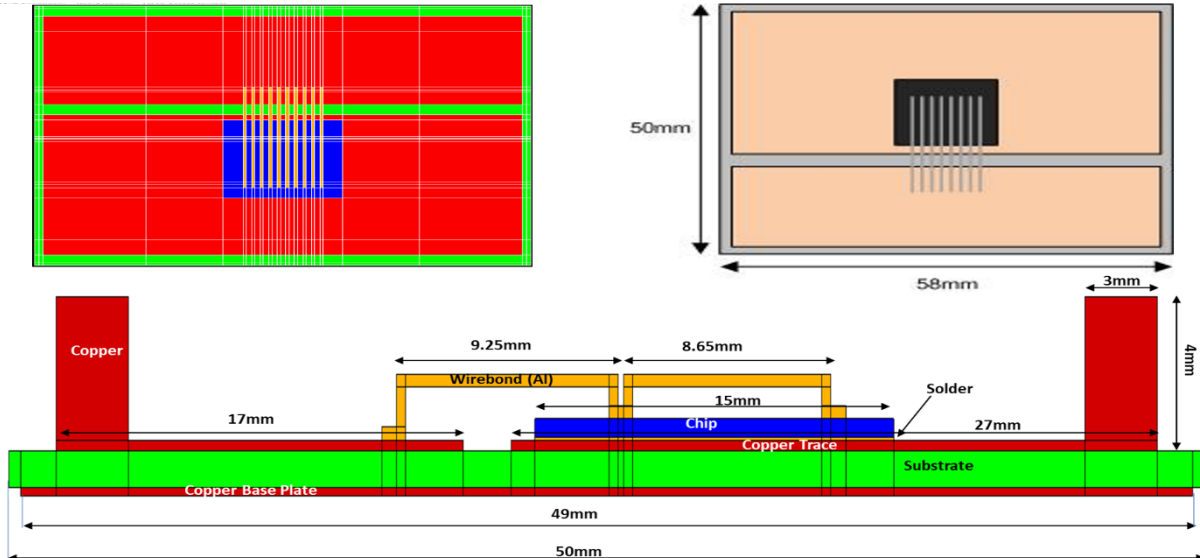 50mm
58mm
3mm
Copper
9.25mm
8.65mm
4mm
Wirebond (Al)
Solder
15mm
17mm
Chip
27mm
Copper Trace
Substrate
Copper Base Plate
49mm
50mm